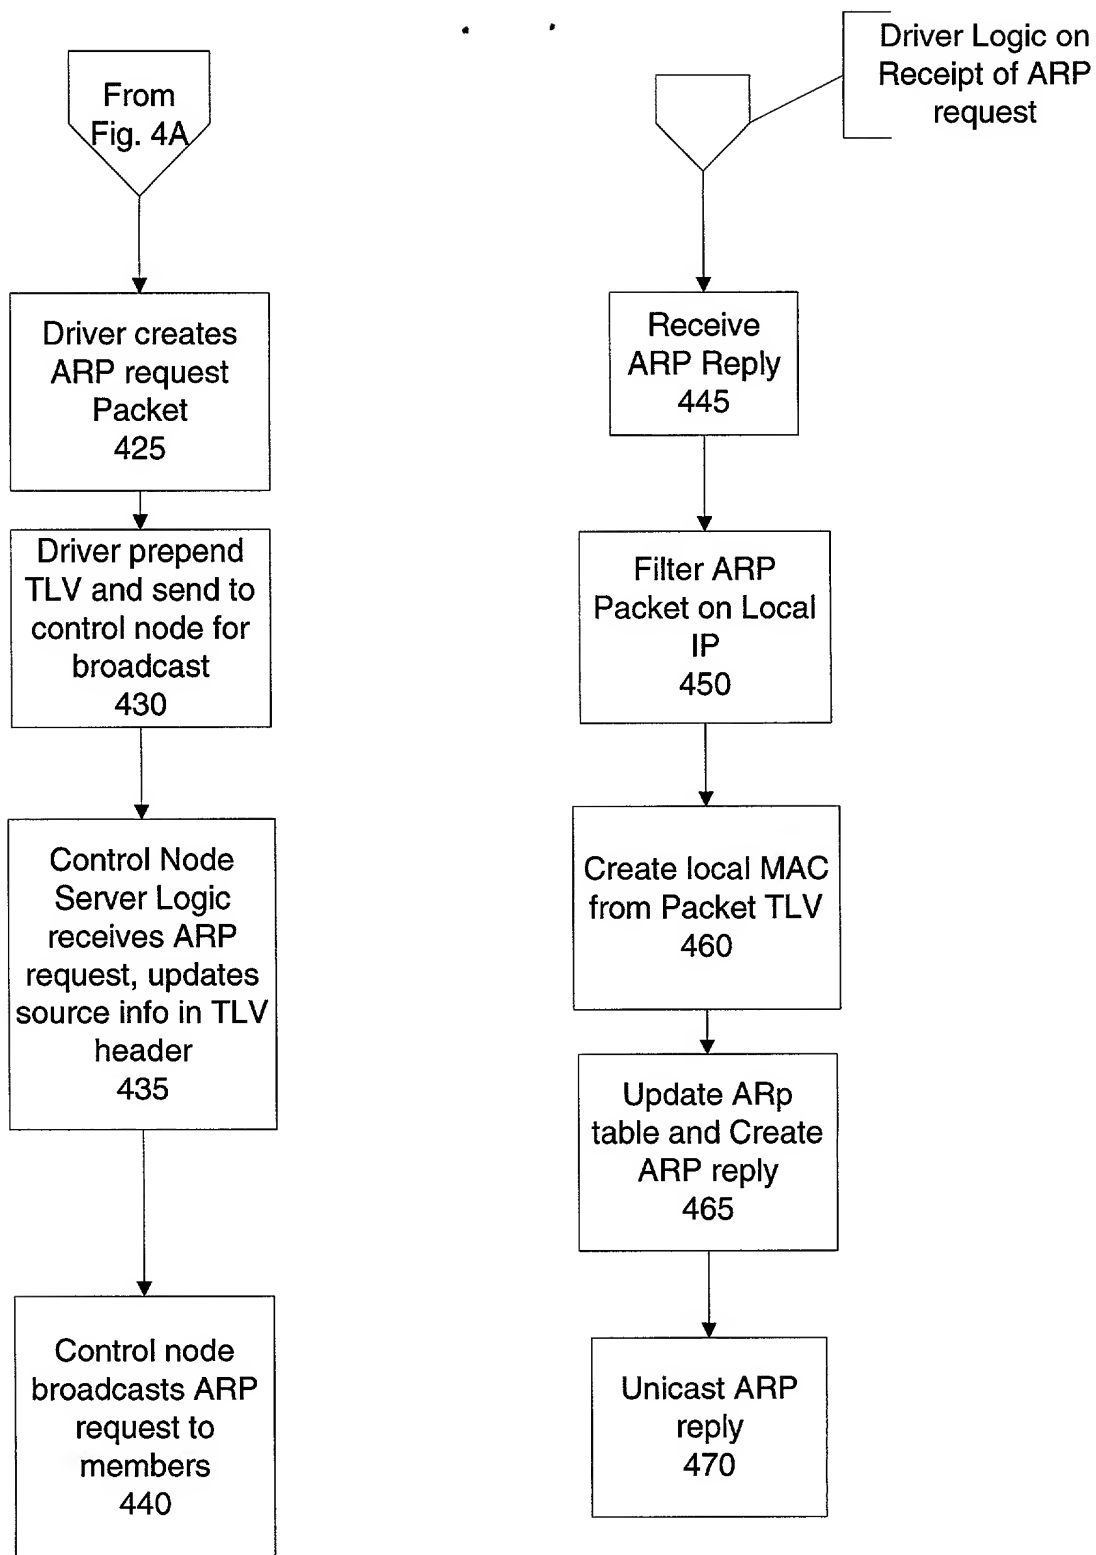 From
Fig. 4A
Driver creates
ARP request
Packet
425
Driver prepend
TLV and send to
control node for
broadcast
430
Control Node
Server Logic
receives ARP
request, updates
source info in TLV
header
435
Control node
broadcasts ARP
request to
members
440
Driver Logic on
Receipt of ARP
request
Receive
ARP Reply
445
Filter ARP
Packet on Local
IP
450
Create local MAC
from Packet TLV
460
Update ARp
table and Create
ARP reply
465
Unicast ARP
reply
470